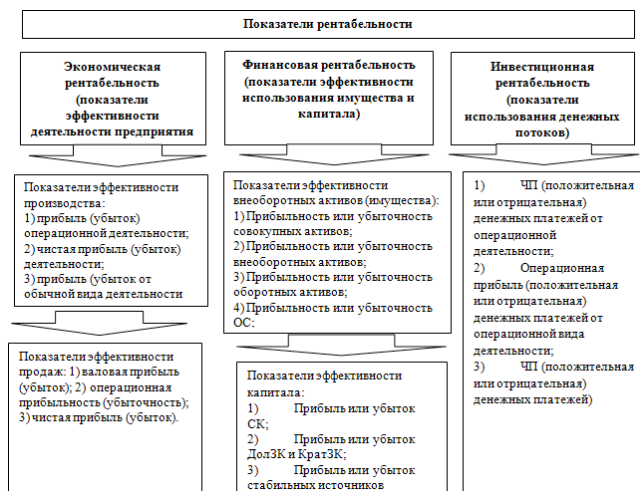 Показатели рентабельности
Экономическая
рентабельность
(показатели
эффективности
деятельности предприятия
Финансовая рентабельность
(показатели эффективности
использования имущества и
капитала)
Инвестиционная
рентабельность
(показатели
использования денежных
потоков)
Показатели эффективности
производства:
1) прибыль (убыток)
операционной деятельности;
2) чистая прибыль (убыток)
деятельности;
3) прибыль (убыток от
обычной вида деятельности
Показатели эффективности
продаж: 1) валовая прибыль
(убыток); 2) операционная
прибыльность (убыточность);
3) чистая прибыль (убыток).
Показатели эффективности
внеоборотных активов (имущества):
1) Прибыльность или убыточность
совокупных активов;
2) Прибыльность или убыточность
внеоборотных активов;
3) Прибыльность или убыточность
оборотных активов;
4) Прибыльность или убыточность
ОС;
Показатели эффективности
капитала:
1) Прибыль или убыток
СК;
2) Прибыль или убыток
ДолЗК и КратЗК;
3) Прибыль или убыток
стабильных источников
1) ЧП (положительная
или отрицательная)
денежных платежей от
операционной
деятельности;
2) Операционная
прибыль (положительная
или отрицательная)
денежных платежей от
операционной вида
деятельности;
3) ЧП (положительная
или отрицательная)
денежных платежей)